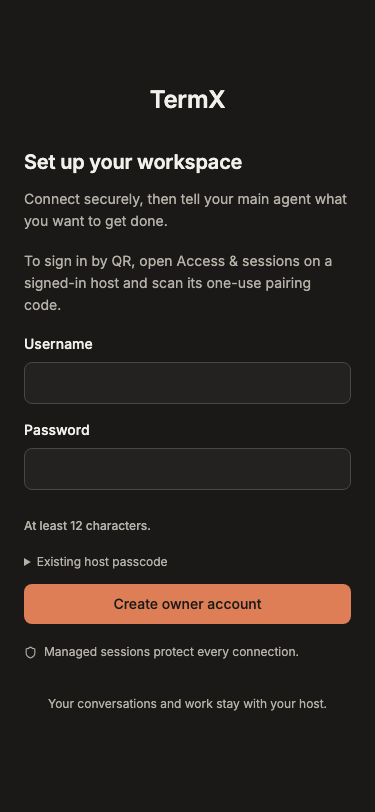 TermX
Set up your workspace
Connect securely, then tell your main agent what
you want to get done.
To sign in by QR, open Access & sessions on a
signed-in host and scan its one-use pairing
code.
Username
Password
At least 12 characters.
Existing host passcode
Create owner account
Managed sessions protect every connection.
Your conversations and work stay with your host.